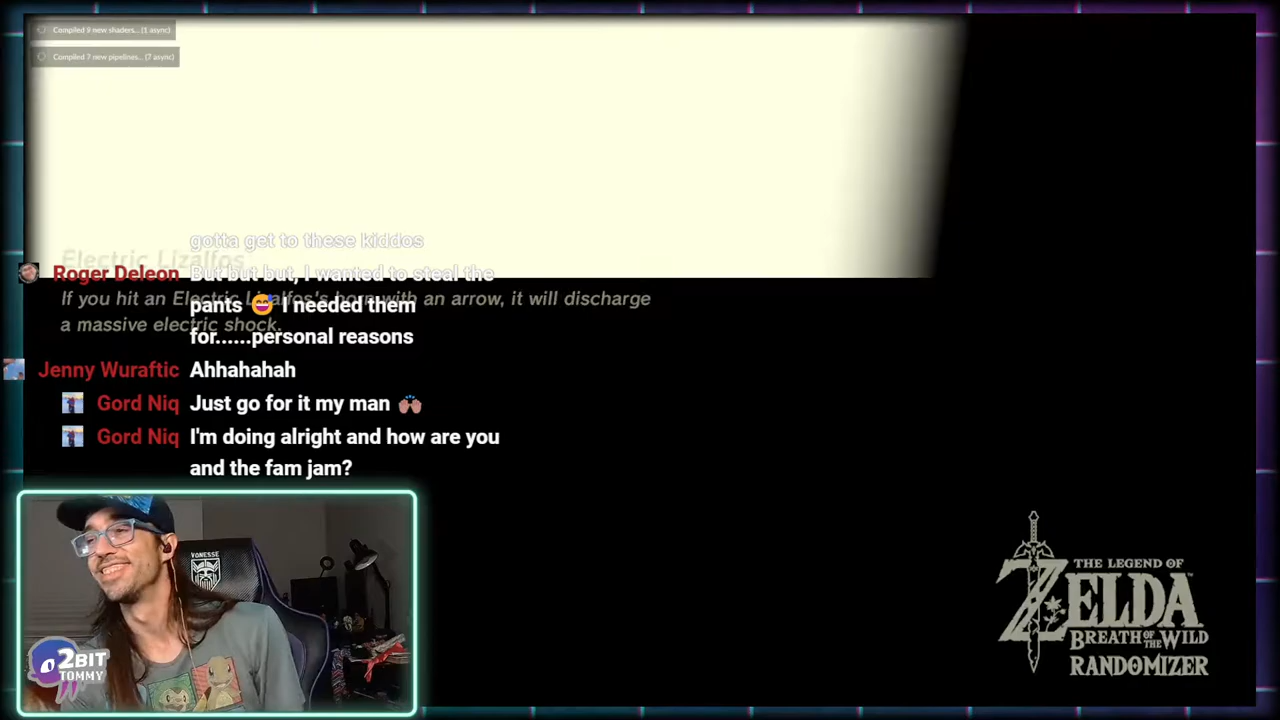 Compiled 9 new shaders... (1 async)
Compiled 7 new pipelines... (7 async)
gotta get to these kiddos
Electric Lizalfos
Roger Deleon But but but, I wanted to steal the
pants 😅 I needed them
for......personal reasons
If you hit an Electric Lizalfos's horn with an arrow, it will discharge
a massive electric shock.
Jenny Wuraftic Ahhahahah
Gord Niq Just go for it my man 🙌🏽
Gord Niq I'm doing alright and how are you
and the fam jam?
VONESSE
2BIT
TOMMY
THE LEGEND OF
ZELDA
BREATH OF THE WILD
RANDOMIZER